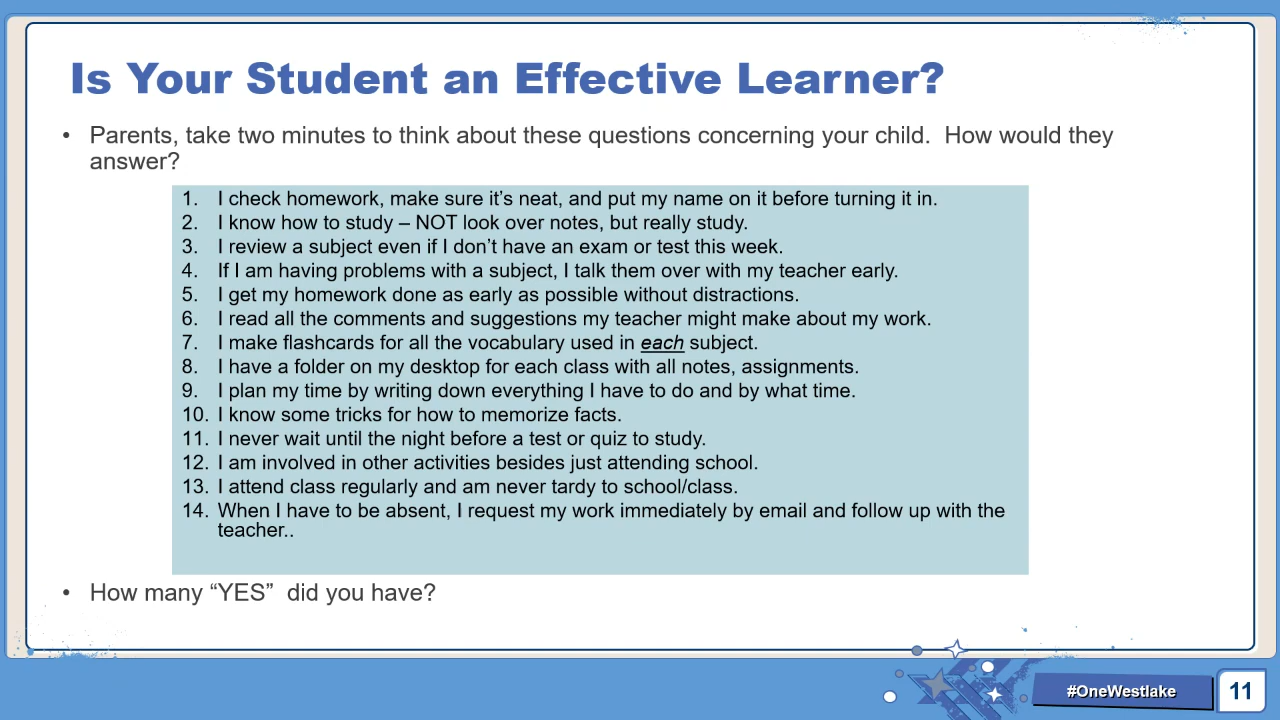 Is Your Student an Effective Learner?
• Parents, take two minutes to think about these questions concerning your child.  How would they
answer?
1. I check homework, make sure it’s neat, and put my name on it before turning it in.
2. I know how to study – NOT look over notes, but really study.
3. I review a subject even if I don’t have an exam or test this week.
4. If I am having problems with a subject, I talk them over with my teacher early.
5. I get my homework done as early as possible without distractions.
6. I read all the comments and suggestions my teacher might make about my work.
7. I make flashcards for all the vocabulary used in each subject.
8. I have a folder on my desktop for each class with all notes, assignments.
9. I plan my time by writing down everything I have to do and by what time.
10. I know some tricks for how to memorize facts.
11. I never wait until the night before a test or quiz to study.
12. I am involved in other activities besides just attending school.
13. I attend class regularly and am never tardy to school/class.
14. When I have to be absent, I request my work immediately by email and follow up with the
teacher..
• How many “YES”  did you have?
#OneWestlake
11